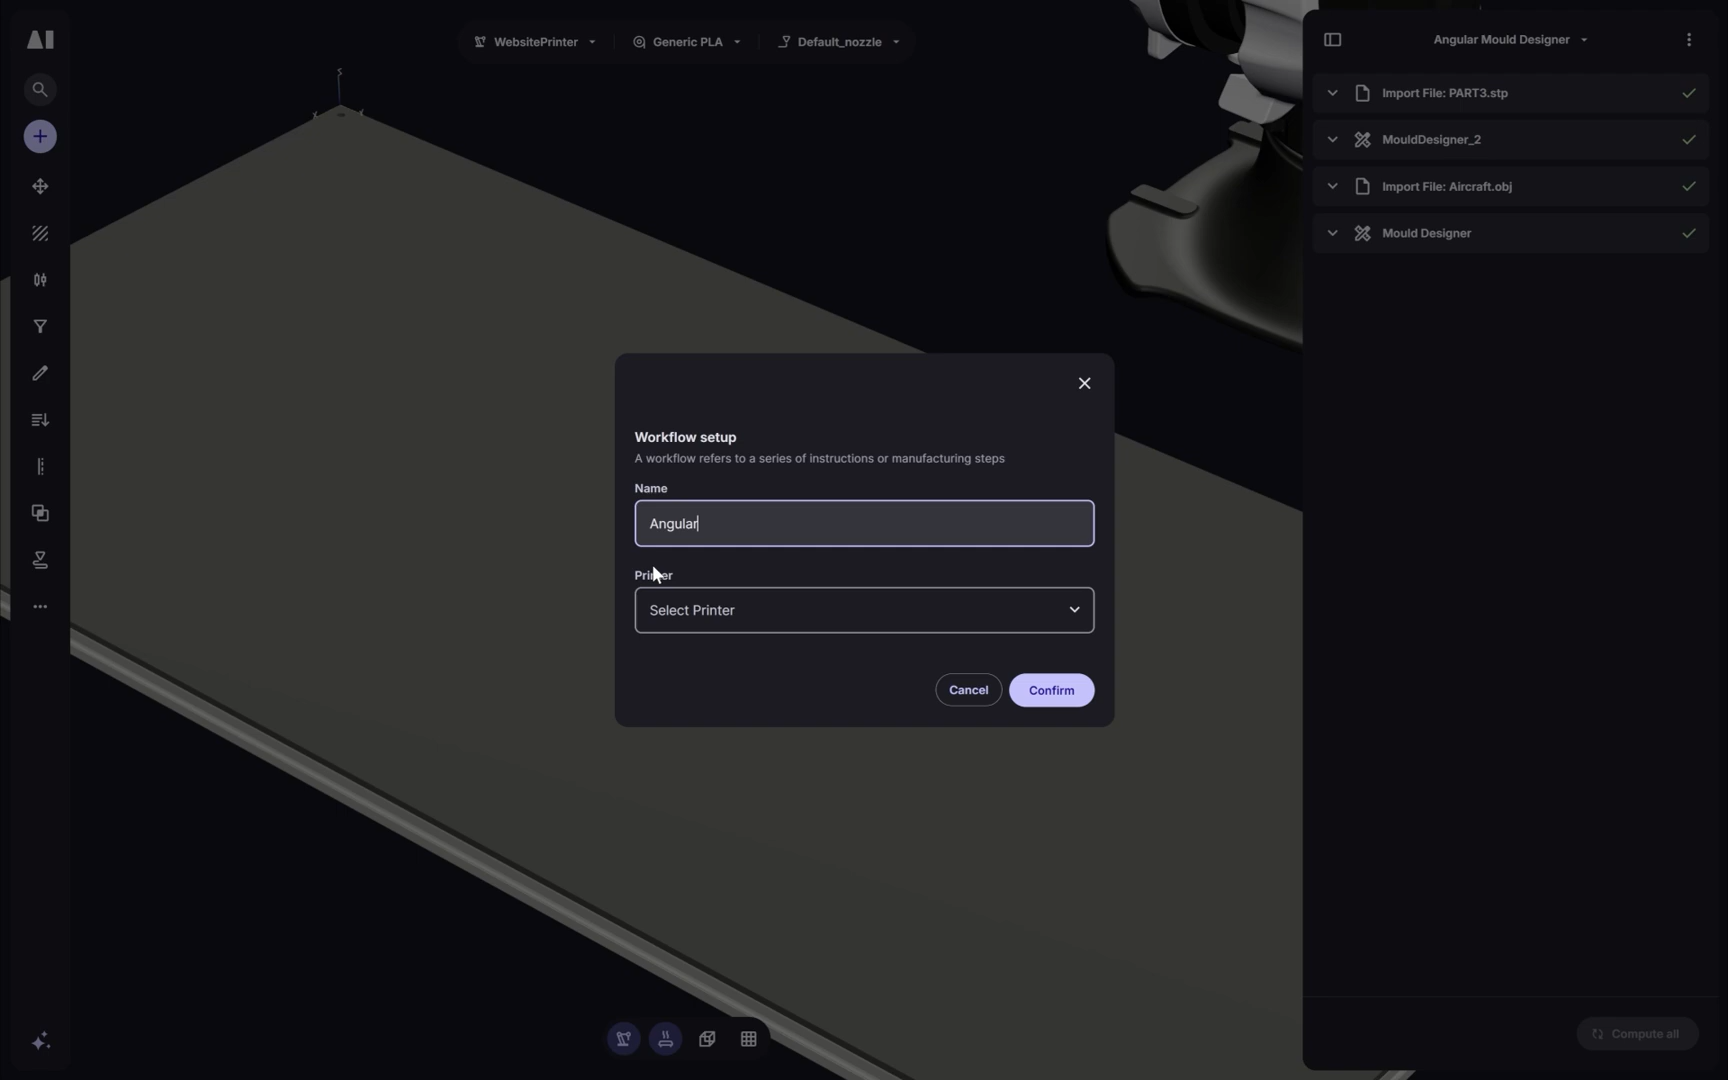 AI
WebsitePrinter
Generic PLA
Default_nozzle
Angular Mould Designer
Import File: PART3.stp
MouldDesigner_2
Import File: Aircraft.obj
Mould Designer
Workflow setup
A workflow refers to a series of instructions or manufacturing steps
Name
Angular
Printer
Select Printer
Cancel
Confirm
Compute all